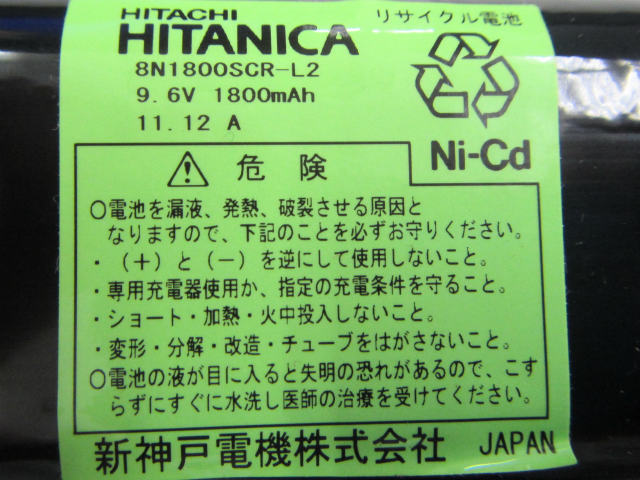 HITACHI
HITANICA
リサイクル電池
8N1800SCR-L2
9.6V 1800mAh
11.12 A
Ni-Cd
危険
○電池を漏液、発熱、破裂させる原因と
なりますので、下記のことを必ずお守りください。
・(+)と(−)を逆にして使用しないこと。
・専用充電器使用か、指定の充電条件を守ること。
・ショート・加熱・火中投入しないこと。
・変形・分解・改造・チューブをはがさないこと。
○電池の液が目に入ると失明の恐れがあるので、こす
らずにすぐに水洗し医師の治療を受けてください。
新神戸電機株式会社 JAPAN